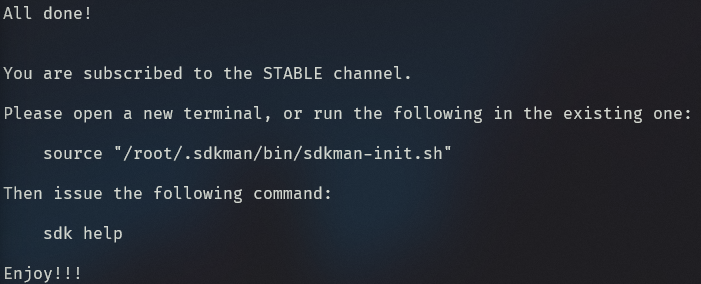 All done!
You are subscribed to the STABLE channel.
Please open a new terminal, or run the following in the existing one:
source "/root/.sdkman/bin/sdkman-init.sh"
Then issue the following command:
sdk help
Enjoy!!!